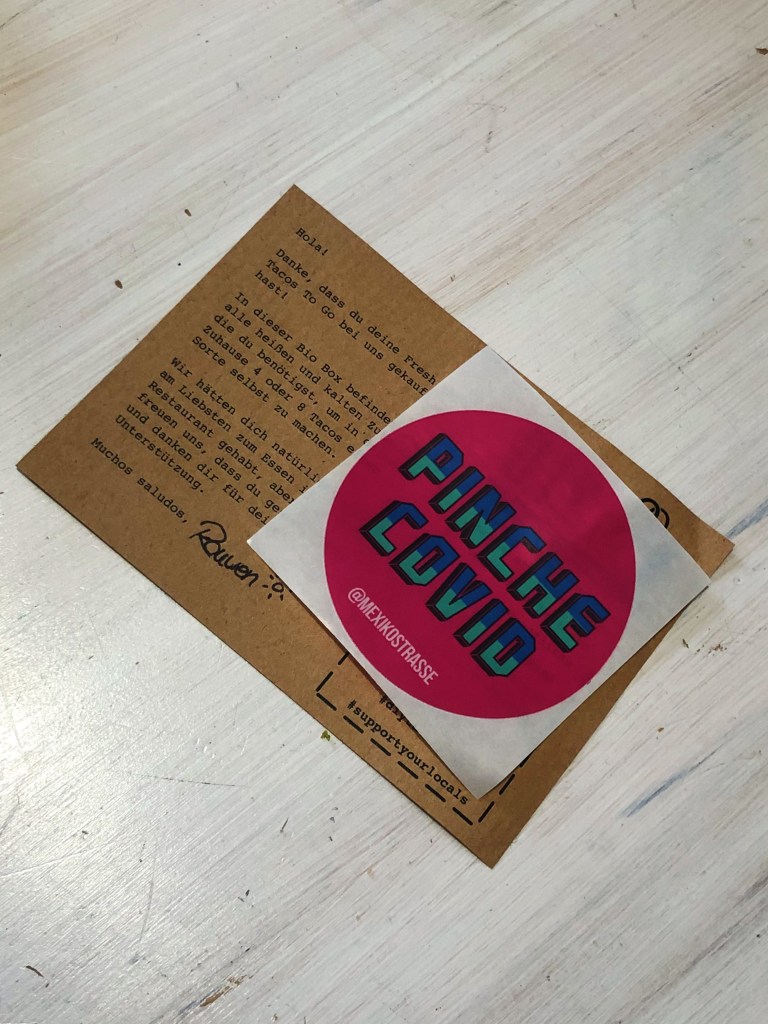 Hola!
Danke, dass du deine Fresh
Tacos To Go bei uns gekauf
hast!
In dieser Bio Box befinde
alle heißen und kalten Zu
die du benötigst, um in d
Zuhause 4 oder 8 Tacos e
Sorte selbst zu machen.
Wir hätten dich natürli
am Liebsten zum Essen i
Restaurant gehabt, aber
freuen uns, dass du ge
und danken dir für dei
Unterstützung.
Muchos saludos,
Rouven
PINCHE
COVID
@MEXIKOSTRASSE
#diy
#supportyourlocals